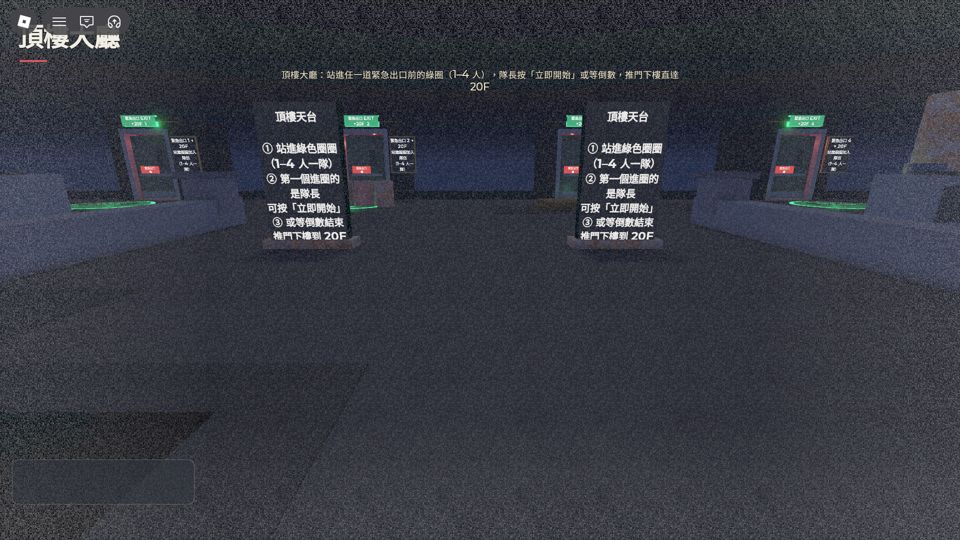 頂樓大廳
頂樓大廳：站進任一道緊急出口前的綠圈（1–4 人），隊長按「立即開始」或等倒數，推門下樓直達
20F
頂樓天台
① 站進綠色圈圈
（1–4 人一隊）
② 第一個進圈的
是隊長
可按「立即開始」
③ 或等倒數結束
推門下樓到 20F
頂樓天台
① 站進綠色圈圈
（1–4 人一隊）
② 第一個進圈的
是隊長
可按「立即開始」
③ 或等倒數結束
推門下樓到 20F